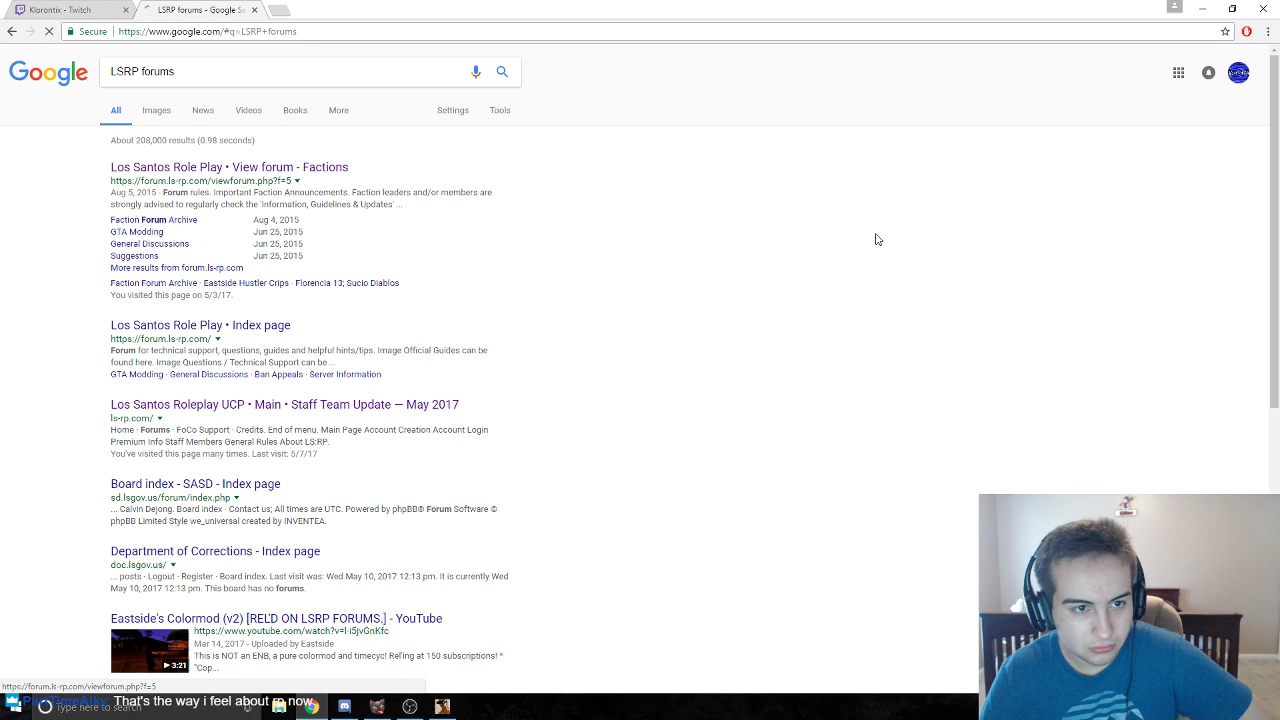 Klorontix - Twitch
LSRP forums - Google Se
Secure
https://www.google.com/#q=LSRP+forums
Google
LSRP forums
All
Images
News
Videos
Books
More
Settings
Tools
About 208,000 results (0.98 seconds)
Los Santos Role Play • View forum - Factions
https://forum.ls-rp.com/viewforum.php?f=5
Aug 5, 2015 - Forum rules. Important Faction Announcements. Faction leaders and/or members are
strongly advised to regularly check the 'Information, Guidelines & Updates' ...
Faction Forum Archive Aug 4, 2015
GTA Modding Jun 25, 2015
General Discussions Jun 25, 2015
Suggestions Jun 25, 2015
More results from forum.ls-rp.com
Faction Forum Archive · Eastside Hustler Crips · Florencia 13; Sucio Diablos
You visited this page on 5/3/17.
Los Santos Role Play • Index page
https://forum.ls-rp.com/
Forum for technical support, questions, guides and helpful hints/tips. Image Official Guides can be
found here. Image Questions / Technical Support can be ...
GTA Modding · General Discussions · Ban Appeals · Server Information
Los Santos Roleplay UCP • Main • Staff Team Update — May 2017
ls-rp.com/
Home · Forums · FoCo Support · Credits. End of menu. Main Page Account Creation Account Login
Premium Info Staff Members General Rules About LS:RP.
You've visited this page many times. Last visit: 5/7/17
Board index - SASD - Index page
sd.lsgov.us/forum/index.php
... Calvin Dejong. Board index · Contact us; All times are UTC. Powered by phpBB® Forum Software ©
phpBB Limited Style we_universal created by INVENTEA.
Department of Corrections - Index page
doc.lsgov.us/
... posts · Logout · Register · Board index. Last visit was: Wed May 10, 2017 12:13 pm. It is currently Wed
May 10, 2017 12:13 pm. This board has no forums.
Eastside's Colormod (v2) [REL'D ON LSRP FORUMS.] - YouTube
https://www.youtube.com/watch?v=l-i5jvGnKfc
Mar 14, 2017 - Uploaded by Eastside
This is NOT an ENB, a pure colormod and timecyc! Rel'ing at 150 subscriptions! *
"Cop...
3:21
https://forum.ls-rp.com/viewforum.php?f=5
That's the way i feel about rp now
Type here to search